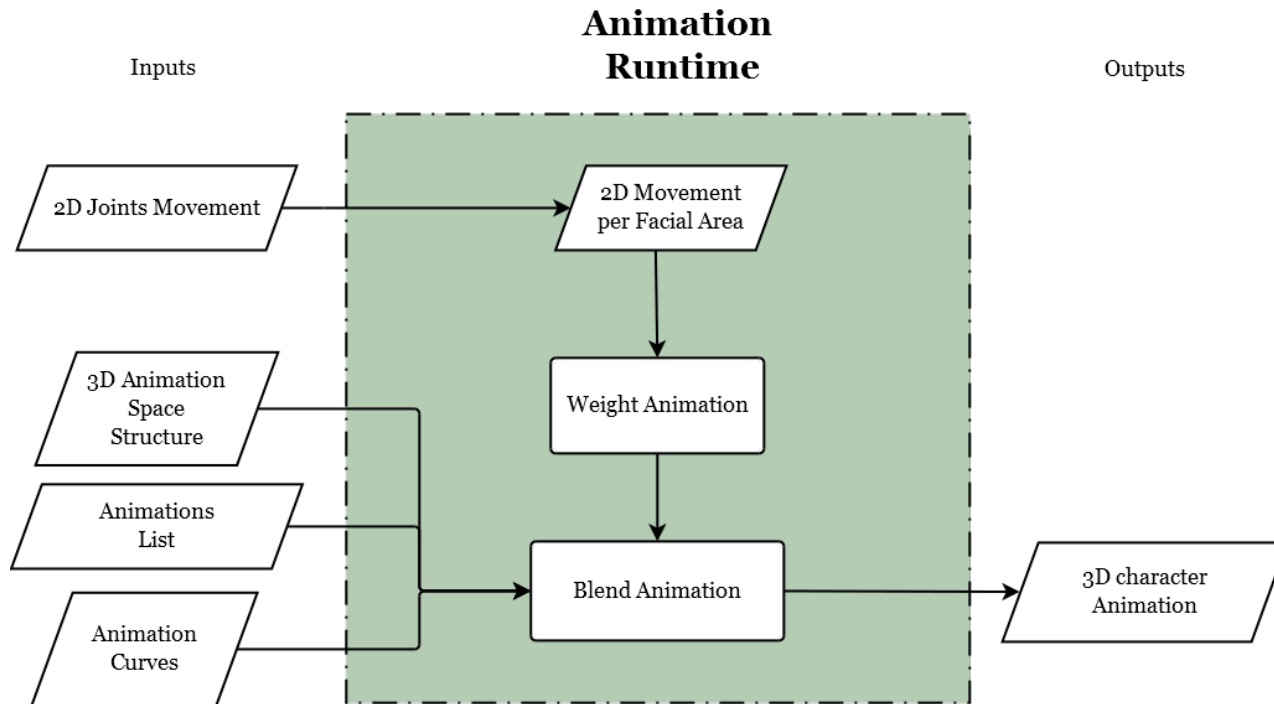 Animation
Runtime
Inputs
Outputs
2D Joints Movement
2D Movement
per Facial Area
3D Animation
Space
Structure
Weight Animation
Animations
List
Blend Animation
3D character
Animation
Animation
Curves